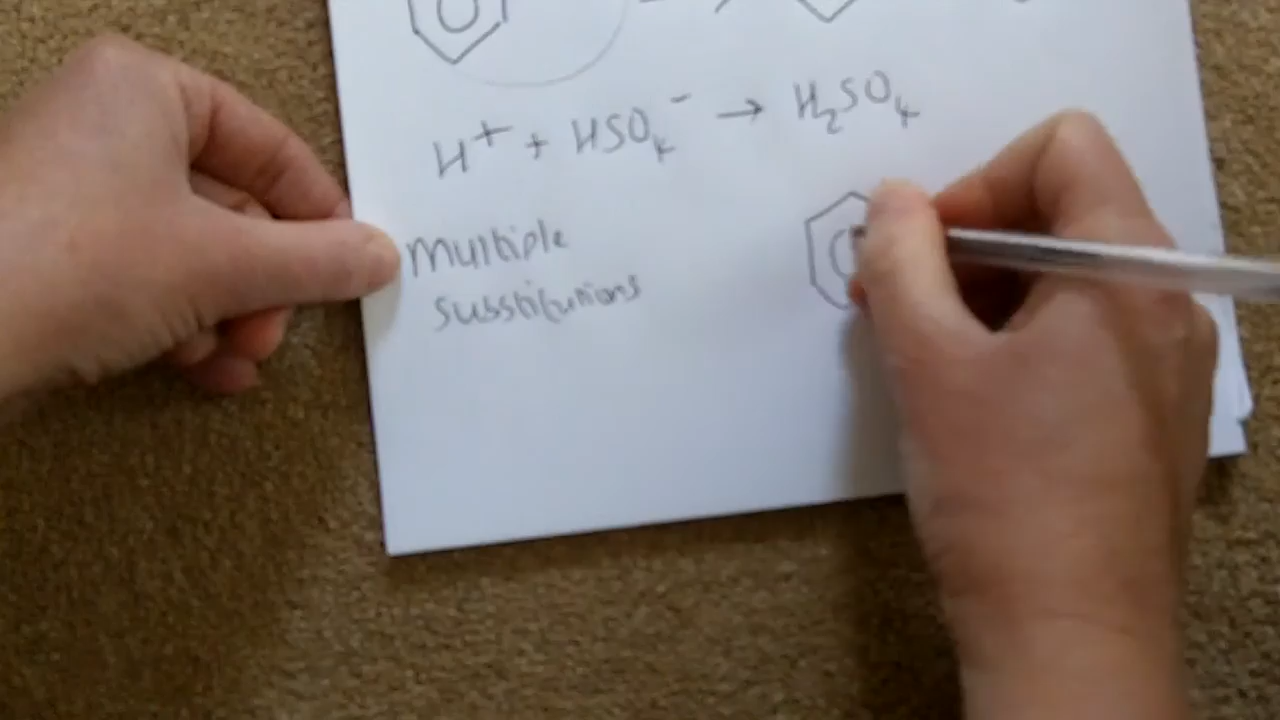 H⁺ + HSO₄⁻ → H₂SO₄
Multiple
substitutions